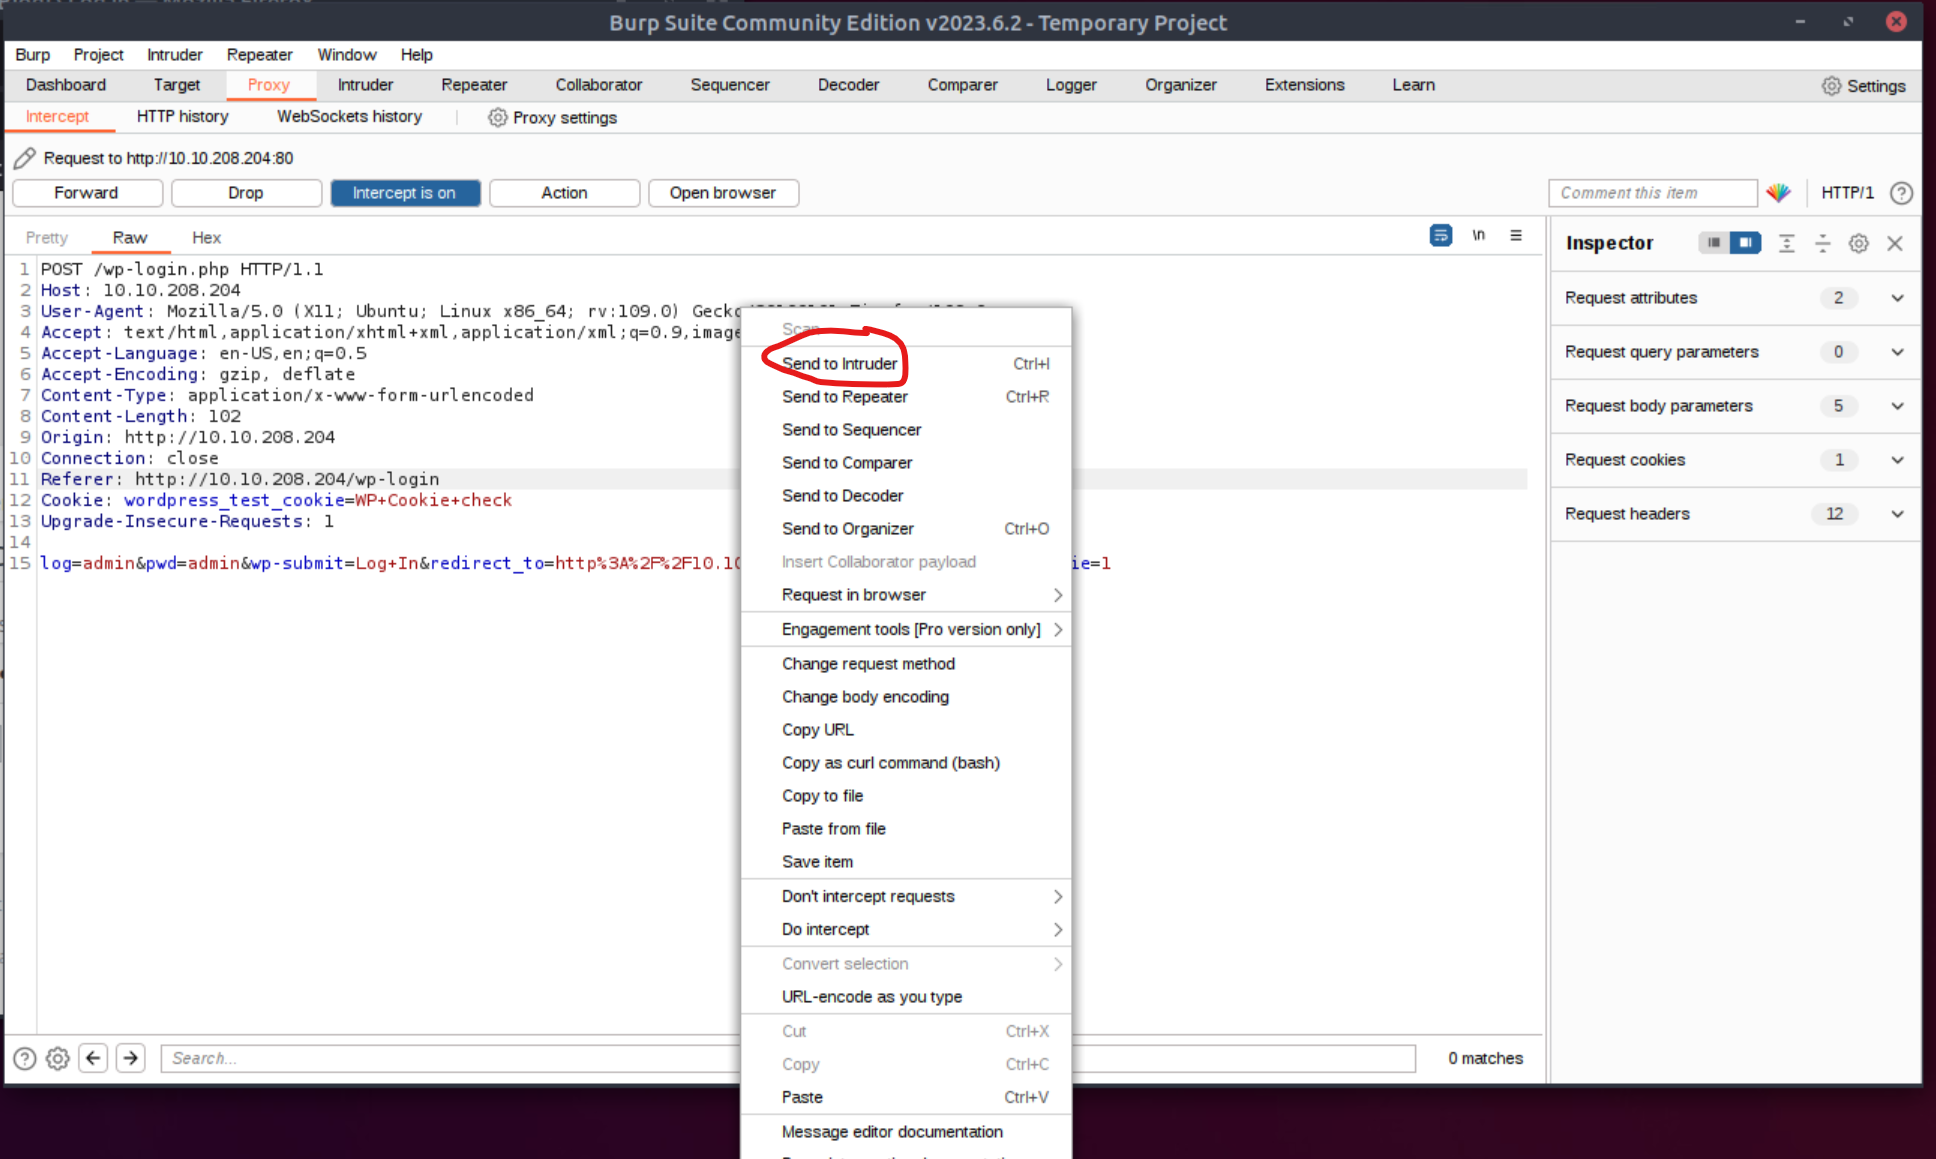 Burp Suite Community Edition v2023.6.2 - Temporary Project
Burp Project Intruder Repeater Window Help
Dashboard Target Proxy Intruder Repeater Collaborator Sequencer Decoder Comparer Logger Organizer Extensions Learn Settings
Intercept HTTP history WebSockets history Proxy settings
Request to http://10.10.208.204:80
Forward Drop Intercept is on Action Open browser Comment this item HTTP/1
Pretty Raw Hex \n
Inspector
1 POST /wp-login.php HTTP/1.1
2 Host: 10.10.208.204
3 User-Agent: Mozilla/5.0 (X11; Ubuntu; Linux x86_64; rv:109.0) Gecko
4 Accept: text/html,application/xhtml+xml,application/xml;q=0.9,image
5 Accept-Language: en-US,en;q=0.5
6 Accept-Encoding: gzip, deflate
7 Content-Type: application/x-www-form-urlencoded
8 Content-Length: 102
9 Origin: http://10.10.208.204
10 Connection: close
11 Referer: http://10.10.208.204/wp-login
12 Cookie: wordpress_test_cookie=WP+Cookie+check
13 Upgrade-Insecure-Requests: 1
14
15 log=admin&pwd=admin&wp-submit=Log+In&redirect_to=http%3A%2F%2F10.10 ie=1
Scan
Send to Intruder Ctrl+I
Send to Repeater Ctrl+R
Send to Sequencer
Send to Comparer
Send to Decoder
Send to Organizer Ctrl+O
Insert Collaborator payload
Request in browser
Engagement tools [Pro version only]
Change request method
Change body encoding
Copy URL
Copy as curl command (bash)
Copy to file
Paste from file
Save item
Don't intercept requests
Do intercept
Convert selection
URL-encode as you type
Cut Ctrl+X
Copy Ctrl+C
Paste Ctrl+V
Message editor documentation
Request attributes 2
Request query parameters 0
Request body parameters 5
Request cookies 1
Request headers 12
Search...
0 matches